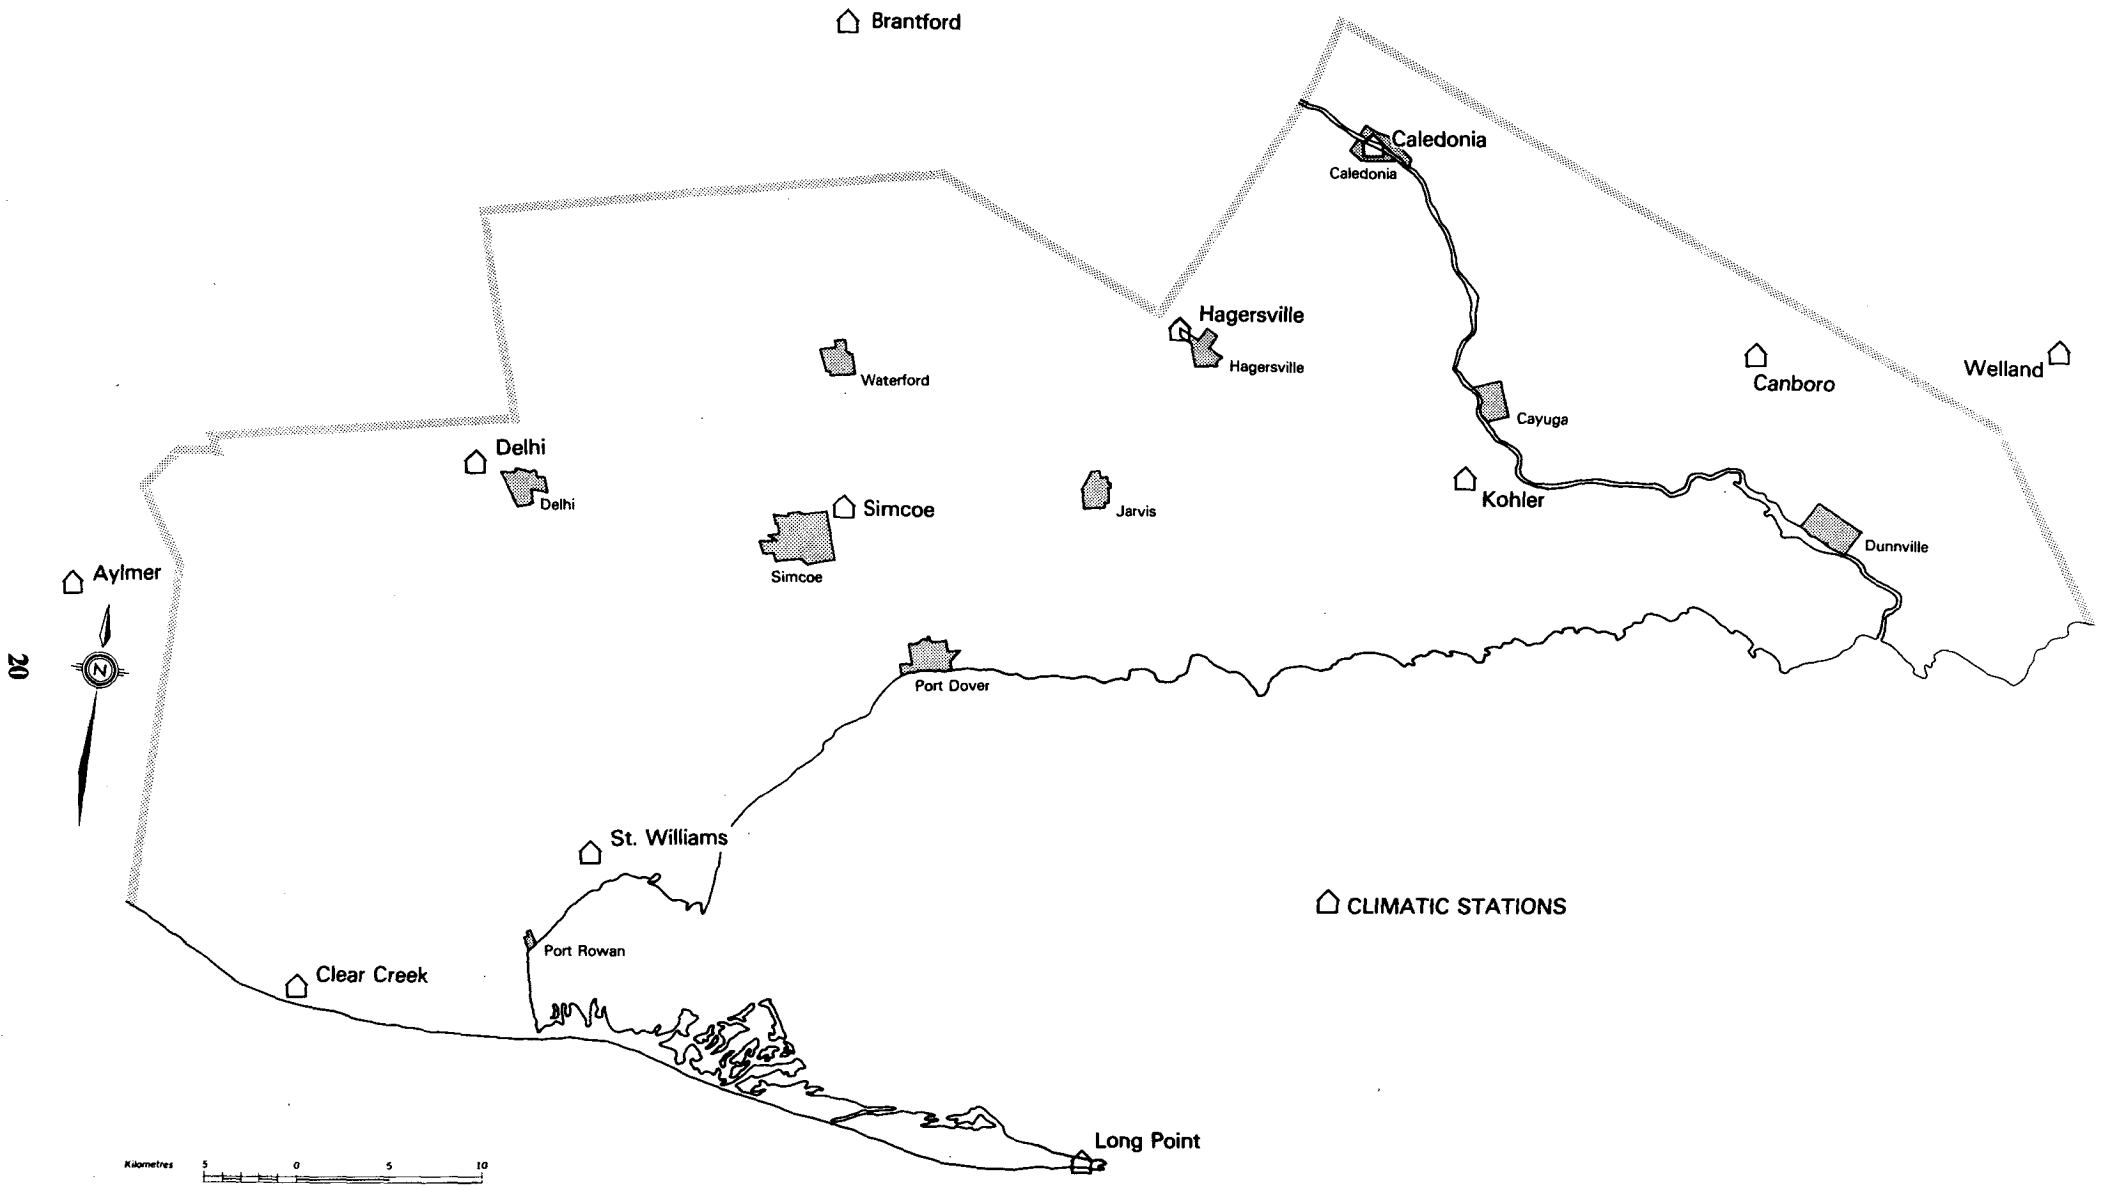 Brantford
Caledonia
Caledonia
Hagersville
Hagersville
Waterford
Canboro
Welland
Cayuga
Delhi
Delhi
Simcoe
Simcoe
Jarvis
Kohler
Dunnville
Aylmer
N
20
Port Dover
St. Williams
CLIMATIC STATIONS
Port Rowan
Clear Creek
Long Point
Kilometres 5 0 5 10